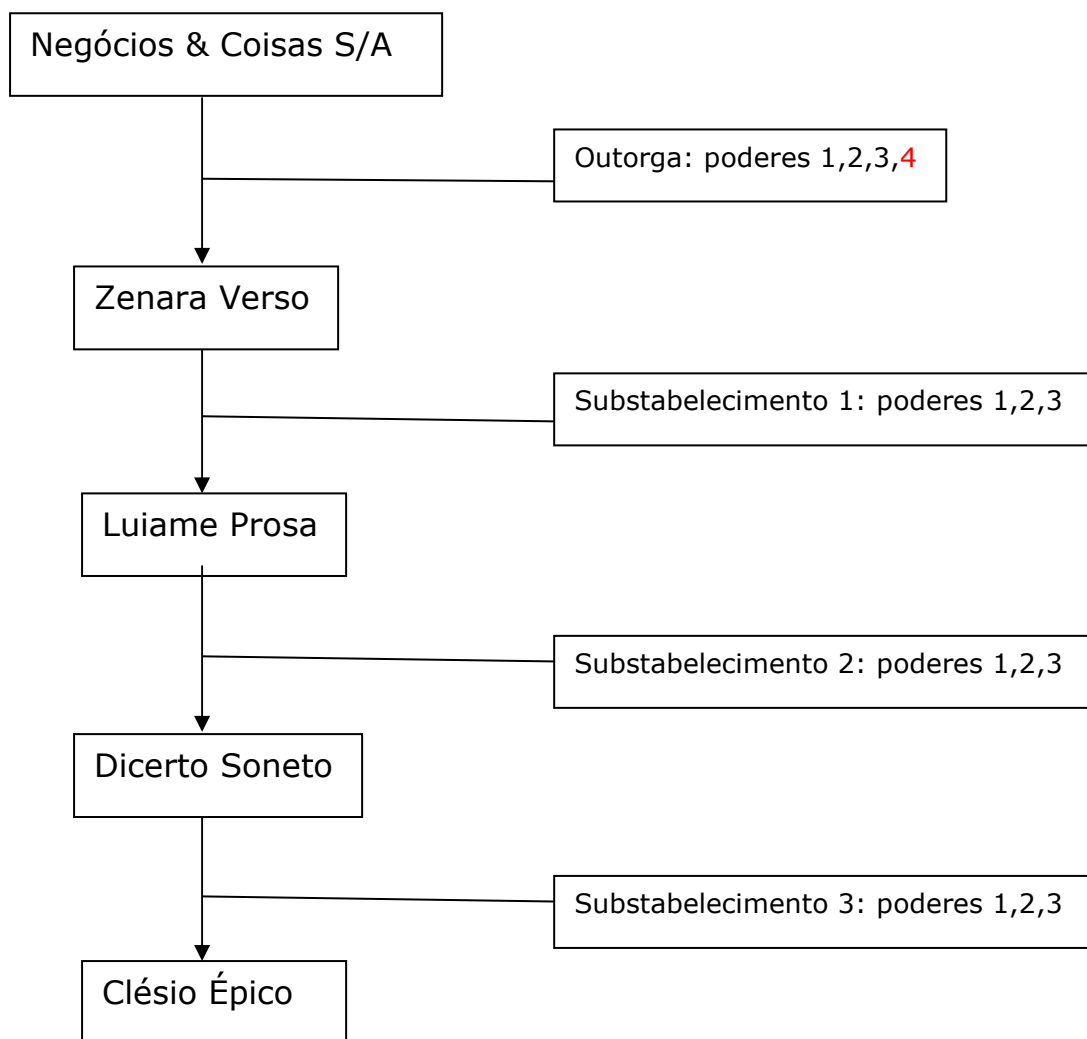 Negócios & Coisas S/A
Outorga: poderes 1,2,3,4
Zenara Verso
Substabelecimento 1: poderes 1,2,3
Luiame Prosa
Substabelecimento 2: poderes 1,2,3
Dicerto Soneto
Substabelecimento 3: poderes 1,2,3
Clésio Épico